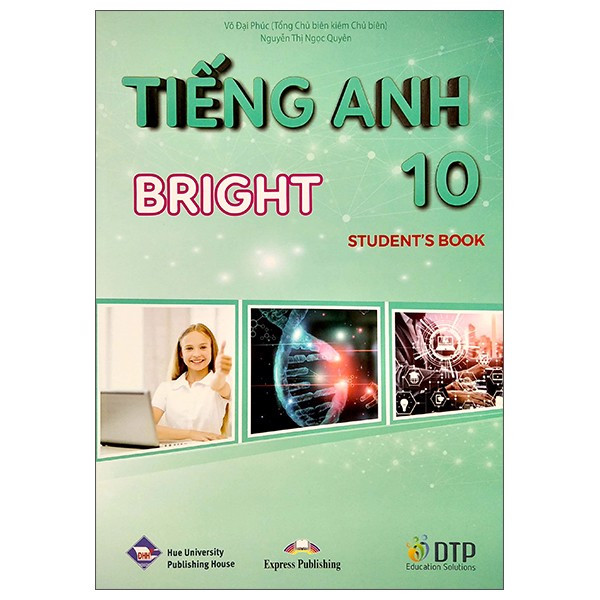 Võ Đại Phúc (Tổng Chủ biên kiêm Chủ biên)
Nguyễn Thị Ngọc Quyên
TIẾNG ANH
10
BRIGHT
STUDENT'S BOOK
ĐHH
Hue University
Publishing House
Express Publishing
DTP
Education Solutions